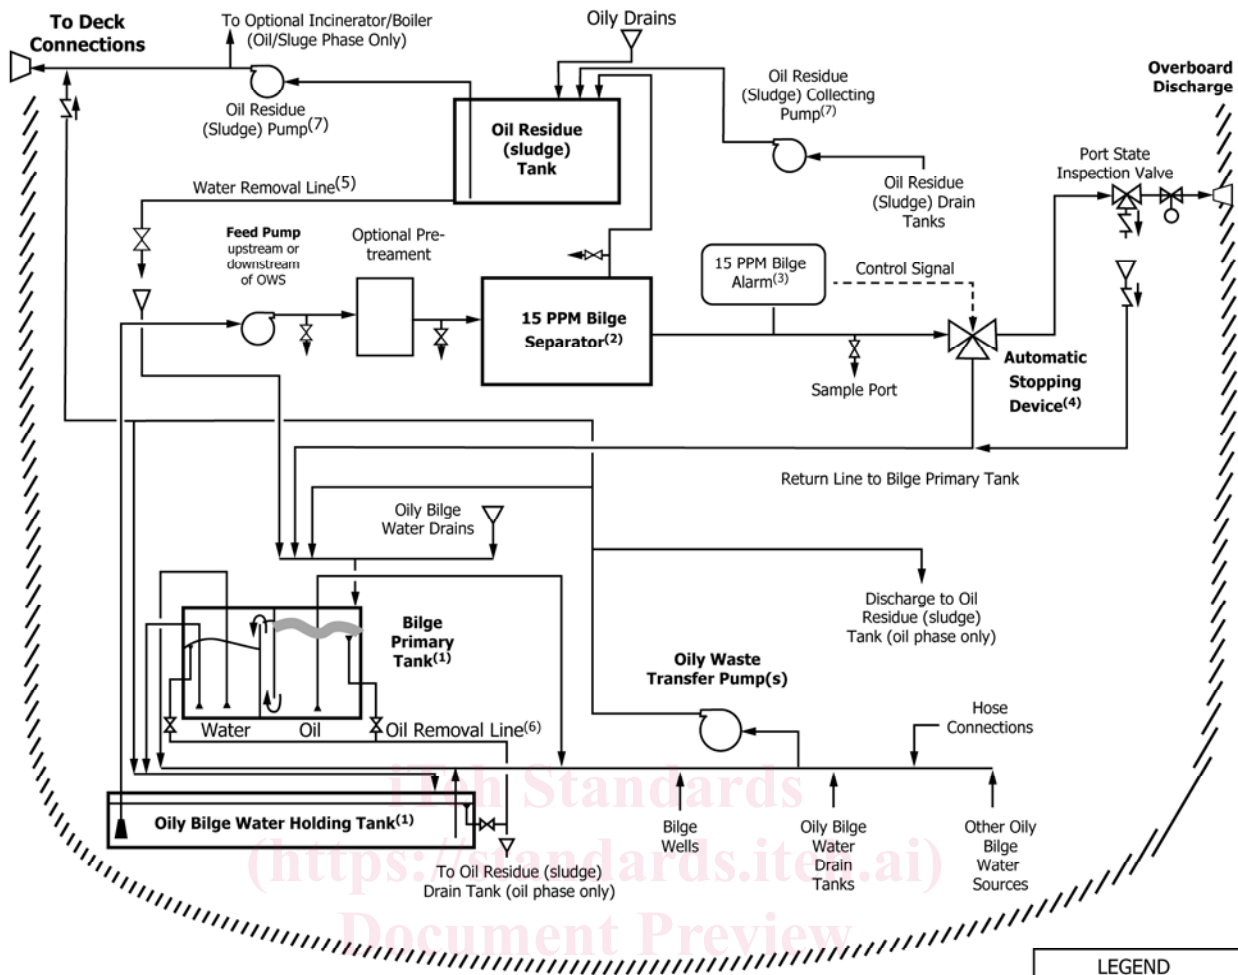 To Deck
Connections
To Optional Incinerator/Boiler
(Oil/Sluge Phase Only)
Oily Drains
Oil Residue
(Sludge) Pump(7)
Oil Residue
(sludge)
Tank
Oil Residue
(Sludge) Collecting
Pump(7)
Overboard
Discharge
Port State
Inspection Valve
Oil Residue
(Sludge) Drain
Tanks
Water Removal Line(5)
Feed Pump
upstream or
downstream
of OWS
Optional Pre-
treament
15 PPM Bilge
Separator(2)
15 PPM Bilge
Alarm(3)
Control Signal
Sample Port
Automatic
Stopping
Device(4)
Return Line to Bilge Primary Tank
Oily Bilge
Water Drains
Discharge to Oil
Residue (sludge)
Tank (oil phase only)
Bilge
Primary
Tank(1)
Water
Oil
Oil Removal Line(6)
Oily Waste
Transfer Pump(s)
Hose
Connections
Oily Bilge Water Holding Tank(1)
Bilge
Wells
Oily Bilge
Water
Drain
Tanks
Other Oily
Bilge
Water
Sources
To Oil Residue (sludge)
Drain Tank (oil phase only)
iTeh Standards
(https://standards.iteh.ai)
Document Preview
LEGEND